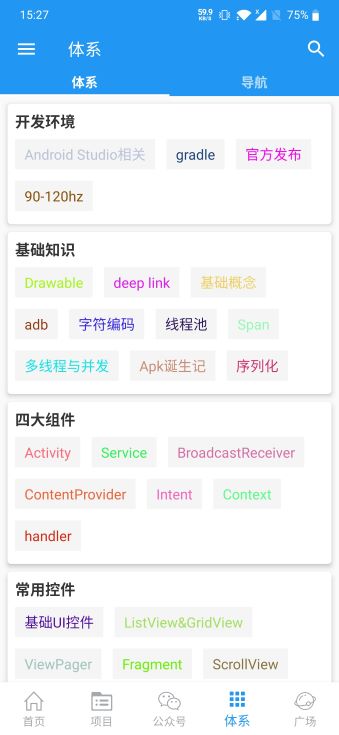 15:27 59.9 KB/S 75%
体系
体系 导航
开发环境
Android Studio相关 gradle 官方发布
90-120hz
基础知识
Drawable deep link 基础概念
adb 字符编码 线程池 Span
多线程与并发 Apk诞生记 序列化
四大组件
Activity Service BroadcastReceiver
ContentProvider Intent Context
handler
常用控件
基础UI控件 ListView&GridView
ViewPager Fragment ScrollView
首页 项目 公众号 体系 广场